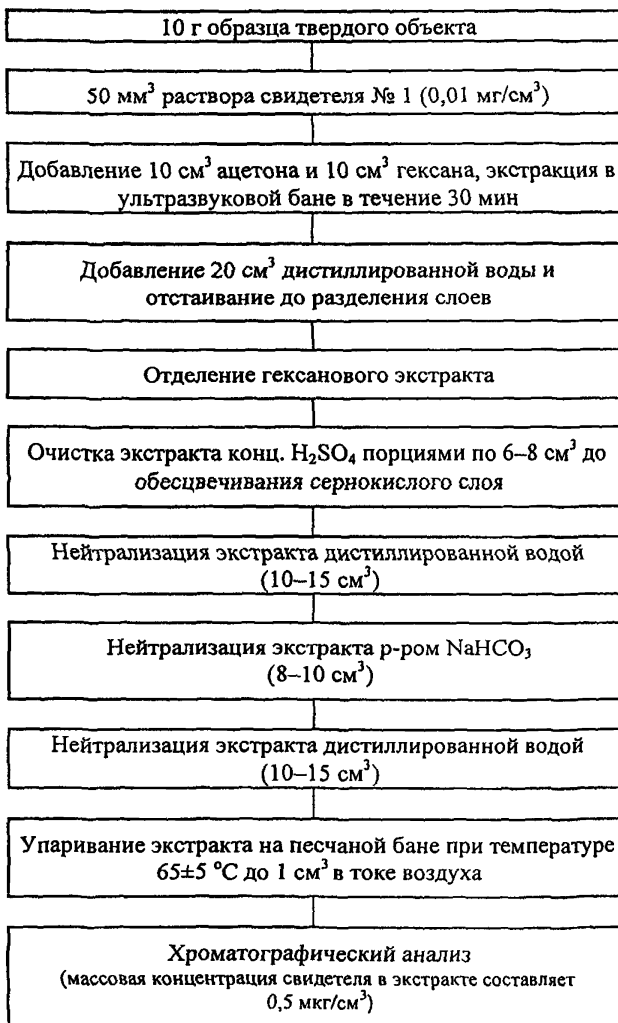 10 г образца твердого объекта
50 мм³ раствора свидетеля № 1 (0,01 мг/см³)
Добавление 10 см³ ацетона и 10 см³ гексана, экстракция в
ультразвуковой бане в течение 30 мин
Добавление 20 см³ дистиллированной воды и
отстаивание до разделения слоев
Отделение гексанового экстракта
Очистка экстракта конц. H₂SO₄ порциями по 6–8 см³ до
обесцвечивания сернокислого слоя
Нейтрализация экстракта дистиллированной водой
(10–15 см³)
Нейтрализация экстракта р-ром NaHCO₃
(8–10 см³)
Нейтрализация экстракта дистиллированной водой
(10–15 см³)
Упаривание экстракта на песчаной бане при температуре
65±5 °С до 1 см³ в токе воздуха
Хроматографический анализ
(массовая концентрация свидетеля в экстракте составляет
0,5 мкг/см³)